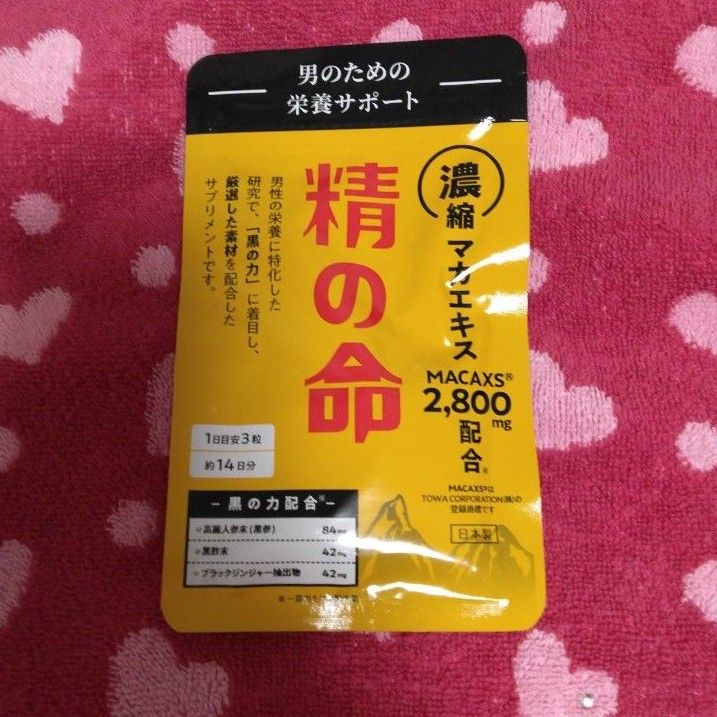 男のための
栄養サポート
濃縮マカエキス
MACAXS®
2,800mg
配合※
MACAXS®は
TOWA CORPORATION(株)の
登録商標です
日本製
精の命
男性の栄養に特化した
研究で、「黒の力」に着目し、
厳選した素材を配合した
サプリメントです。
1日目安3粒
約14日分
黒の力配合※
高麗人参末(黒参) 84mg
黒酢末 42mg
ブラックジンジャー抽出物 42mg